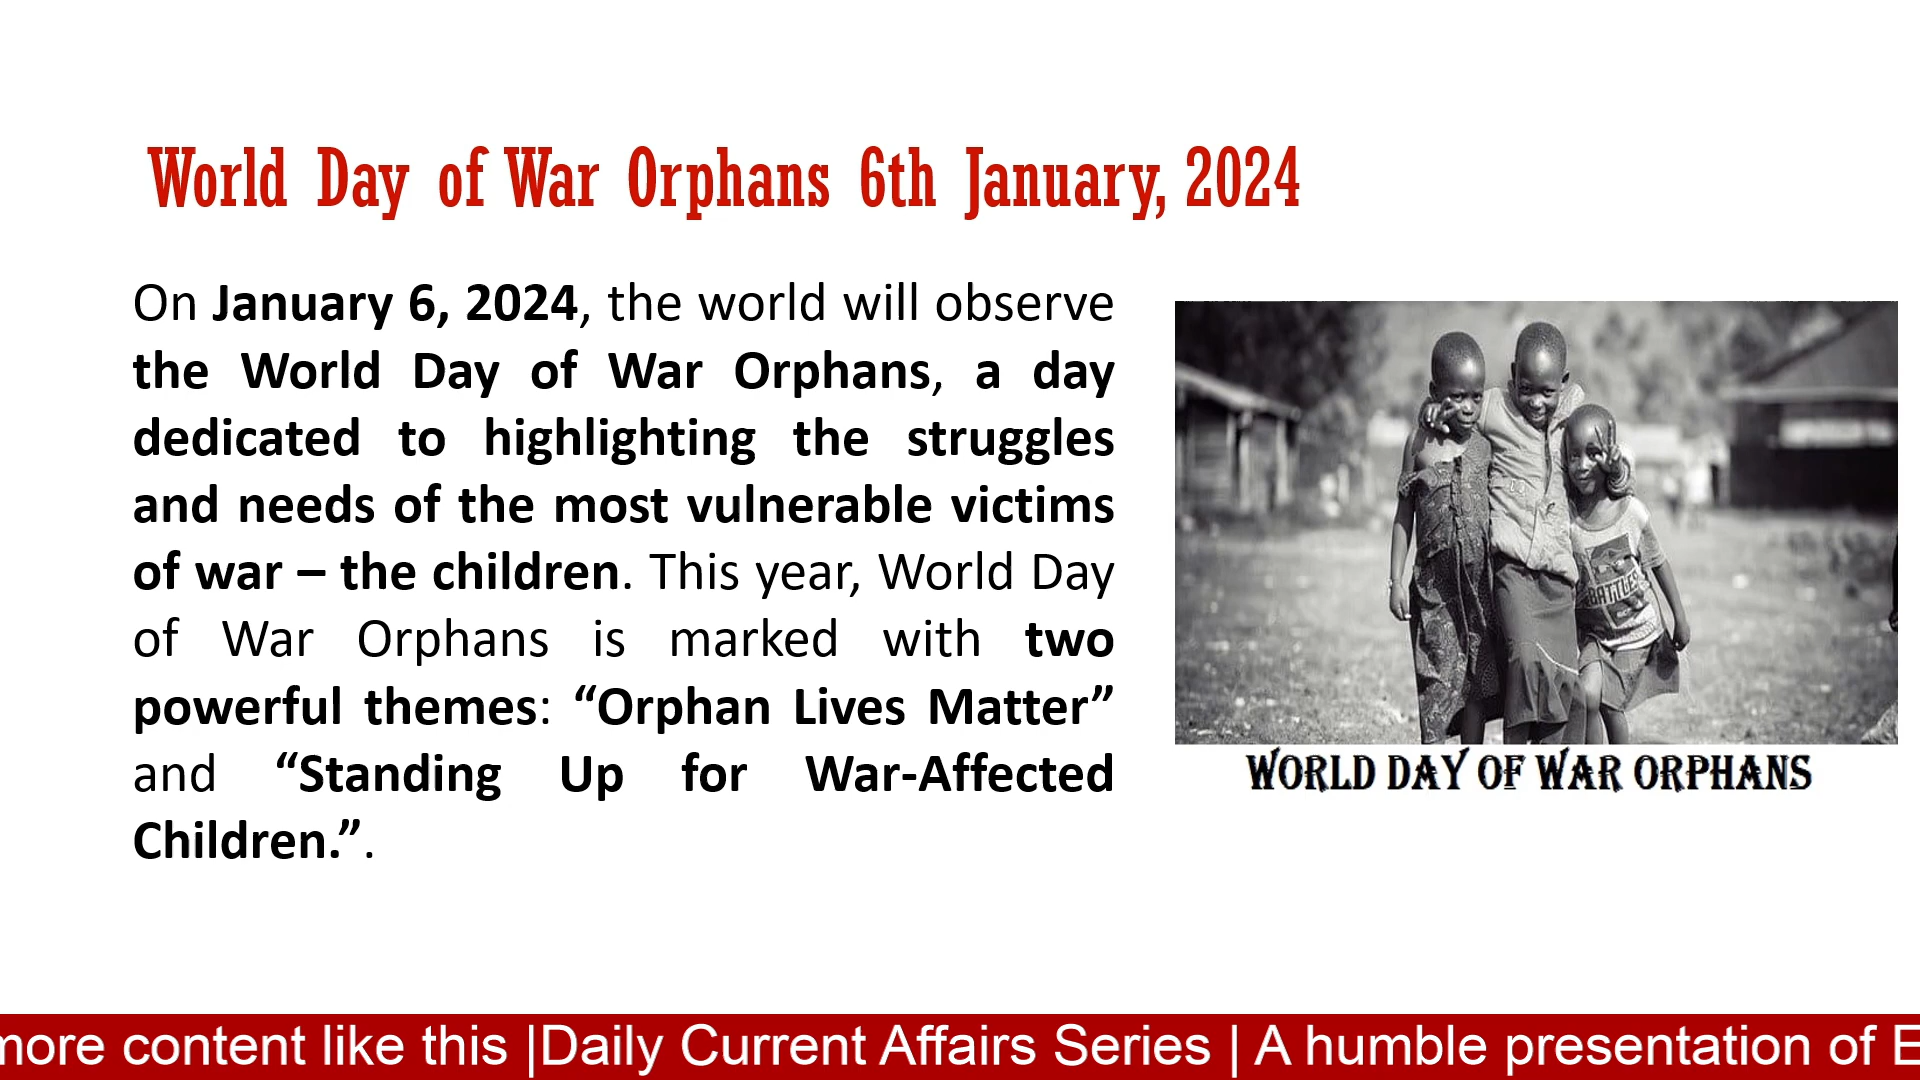 World Day of War Orphans 6th January, 2024
On January 6, 2024, the world will observe
the World Day of War Orphans, a day
dedicated to highlighting the struggles
and needs of the most vulnerable victims
of war – the children. This year, World Day
of War Orphans is marked with two
powerful themes: “Orphan Lives Matter”
and “Standing Up for War-Affected
Children.”.
BATTLES
WORLD DAY OF WAR ORPHANS
more content like this |Daily Current Affairs Series | A humble presentation of E